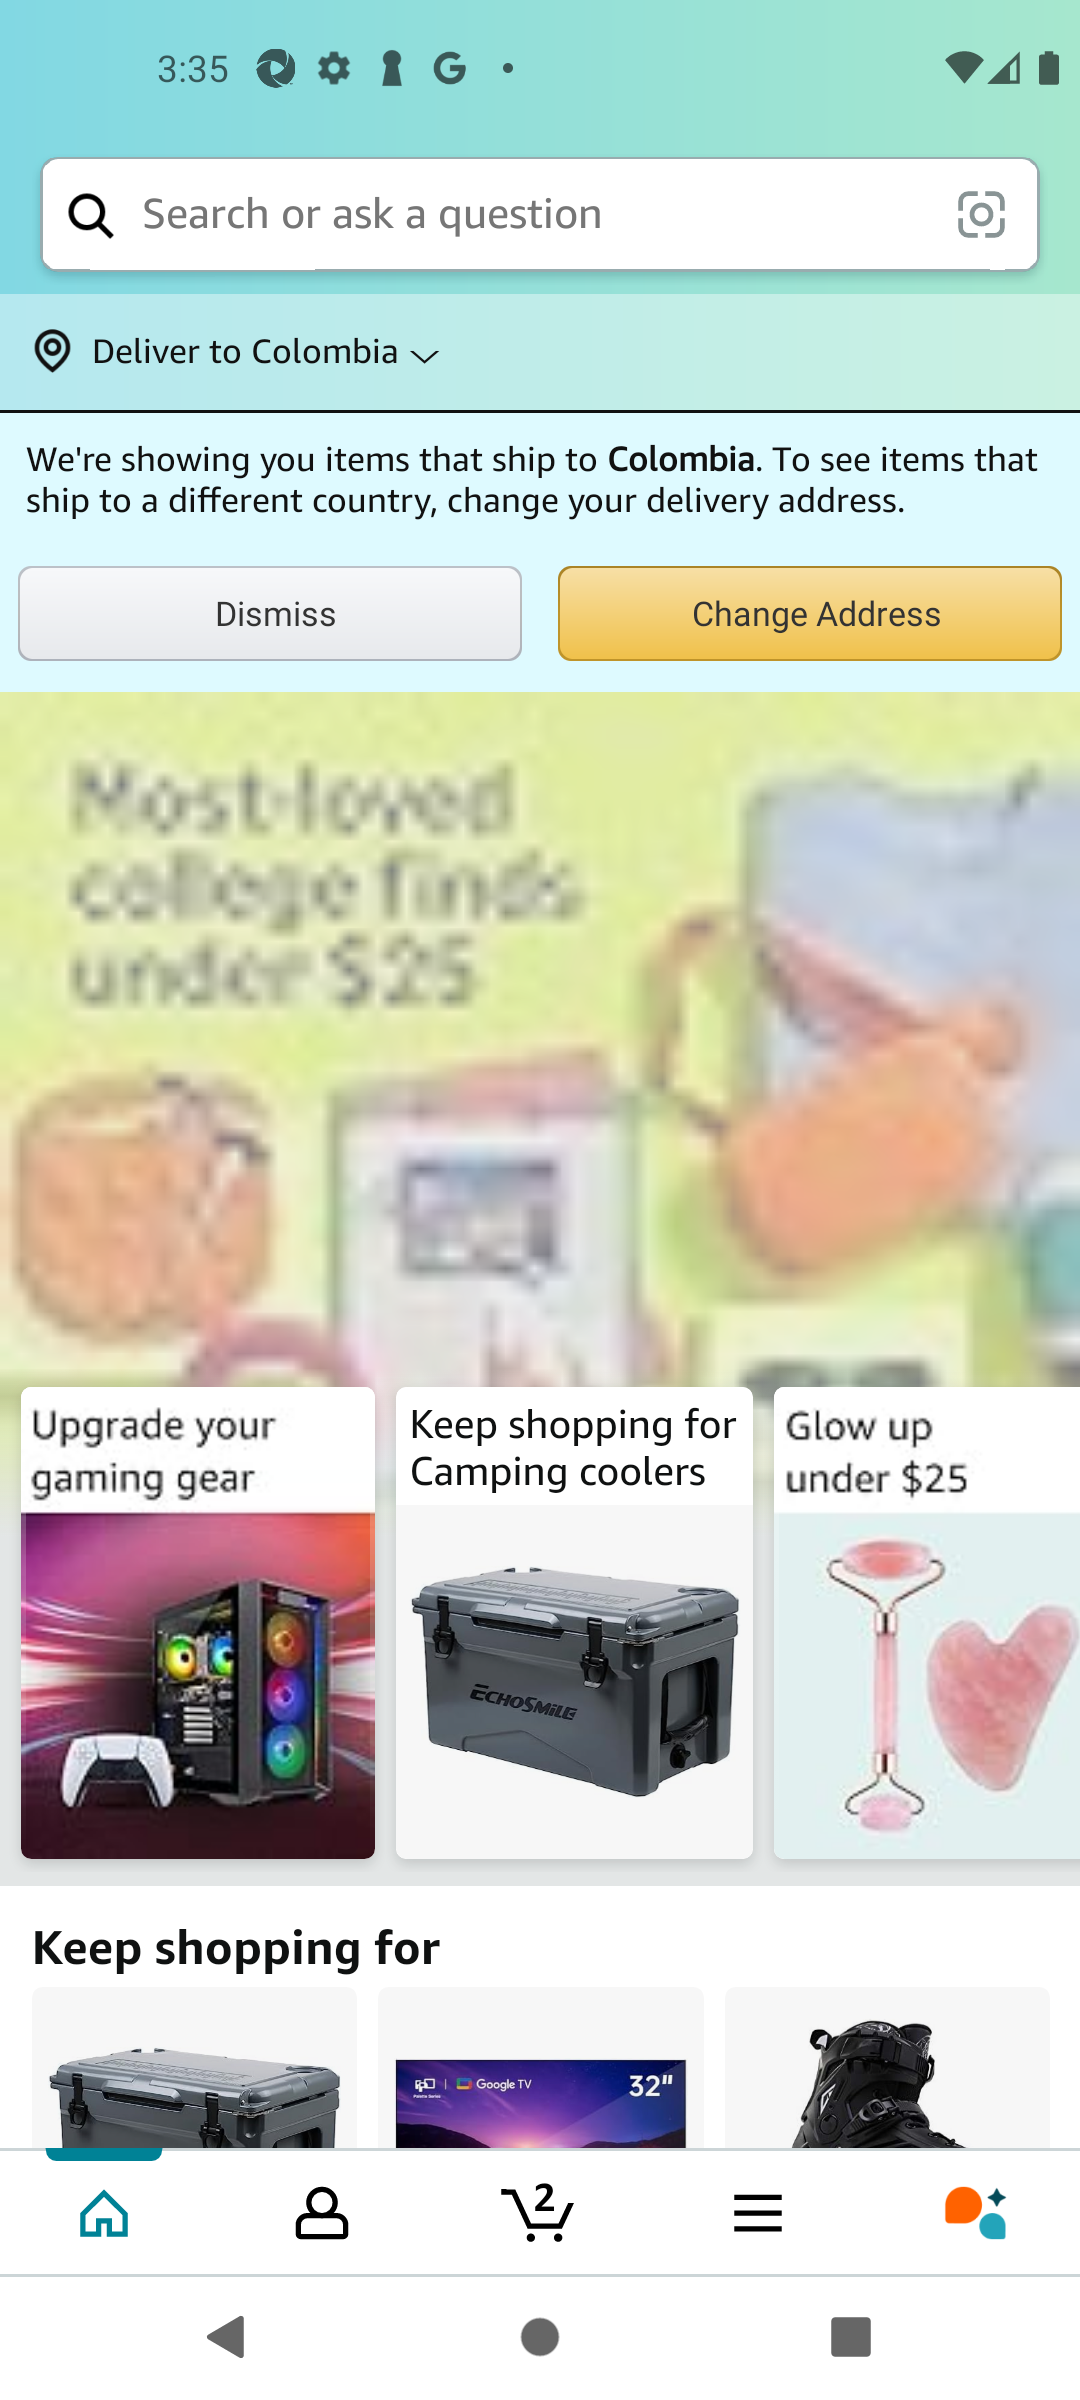 3:35
Search or ask a question
Deliver to Colombia
We're showing you items that ship to Colombia. To see items that
ship to a different country, change your delivery address.
Dismiss
Change Address
Most-loved
college finds
under $25
Upgrade your
gaming gear
Keep shopping for
Camping coolers
ECHOSMILE
Glow up
under $25
Keep shopping for
Google TV
32"
2